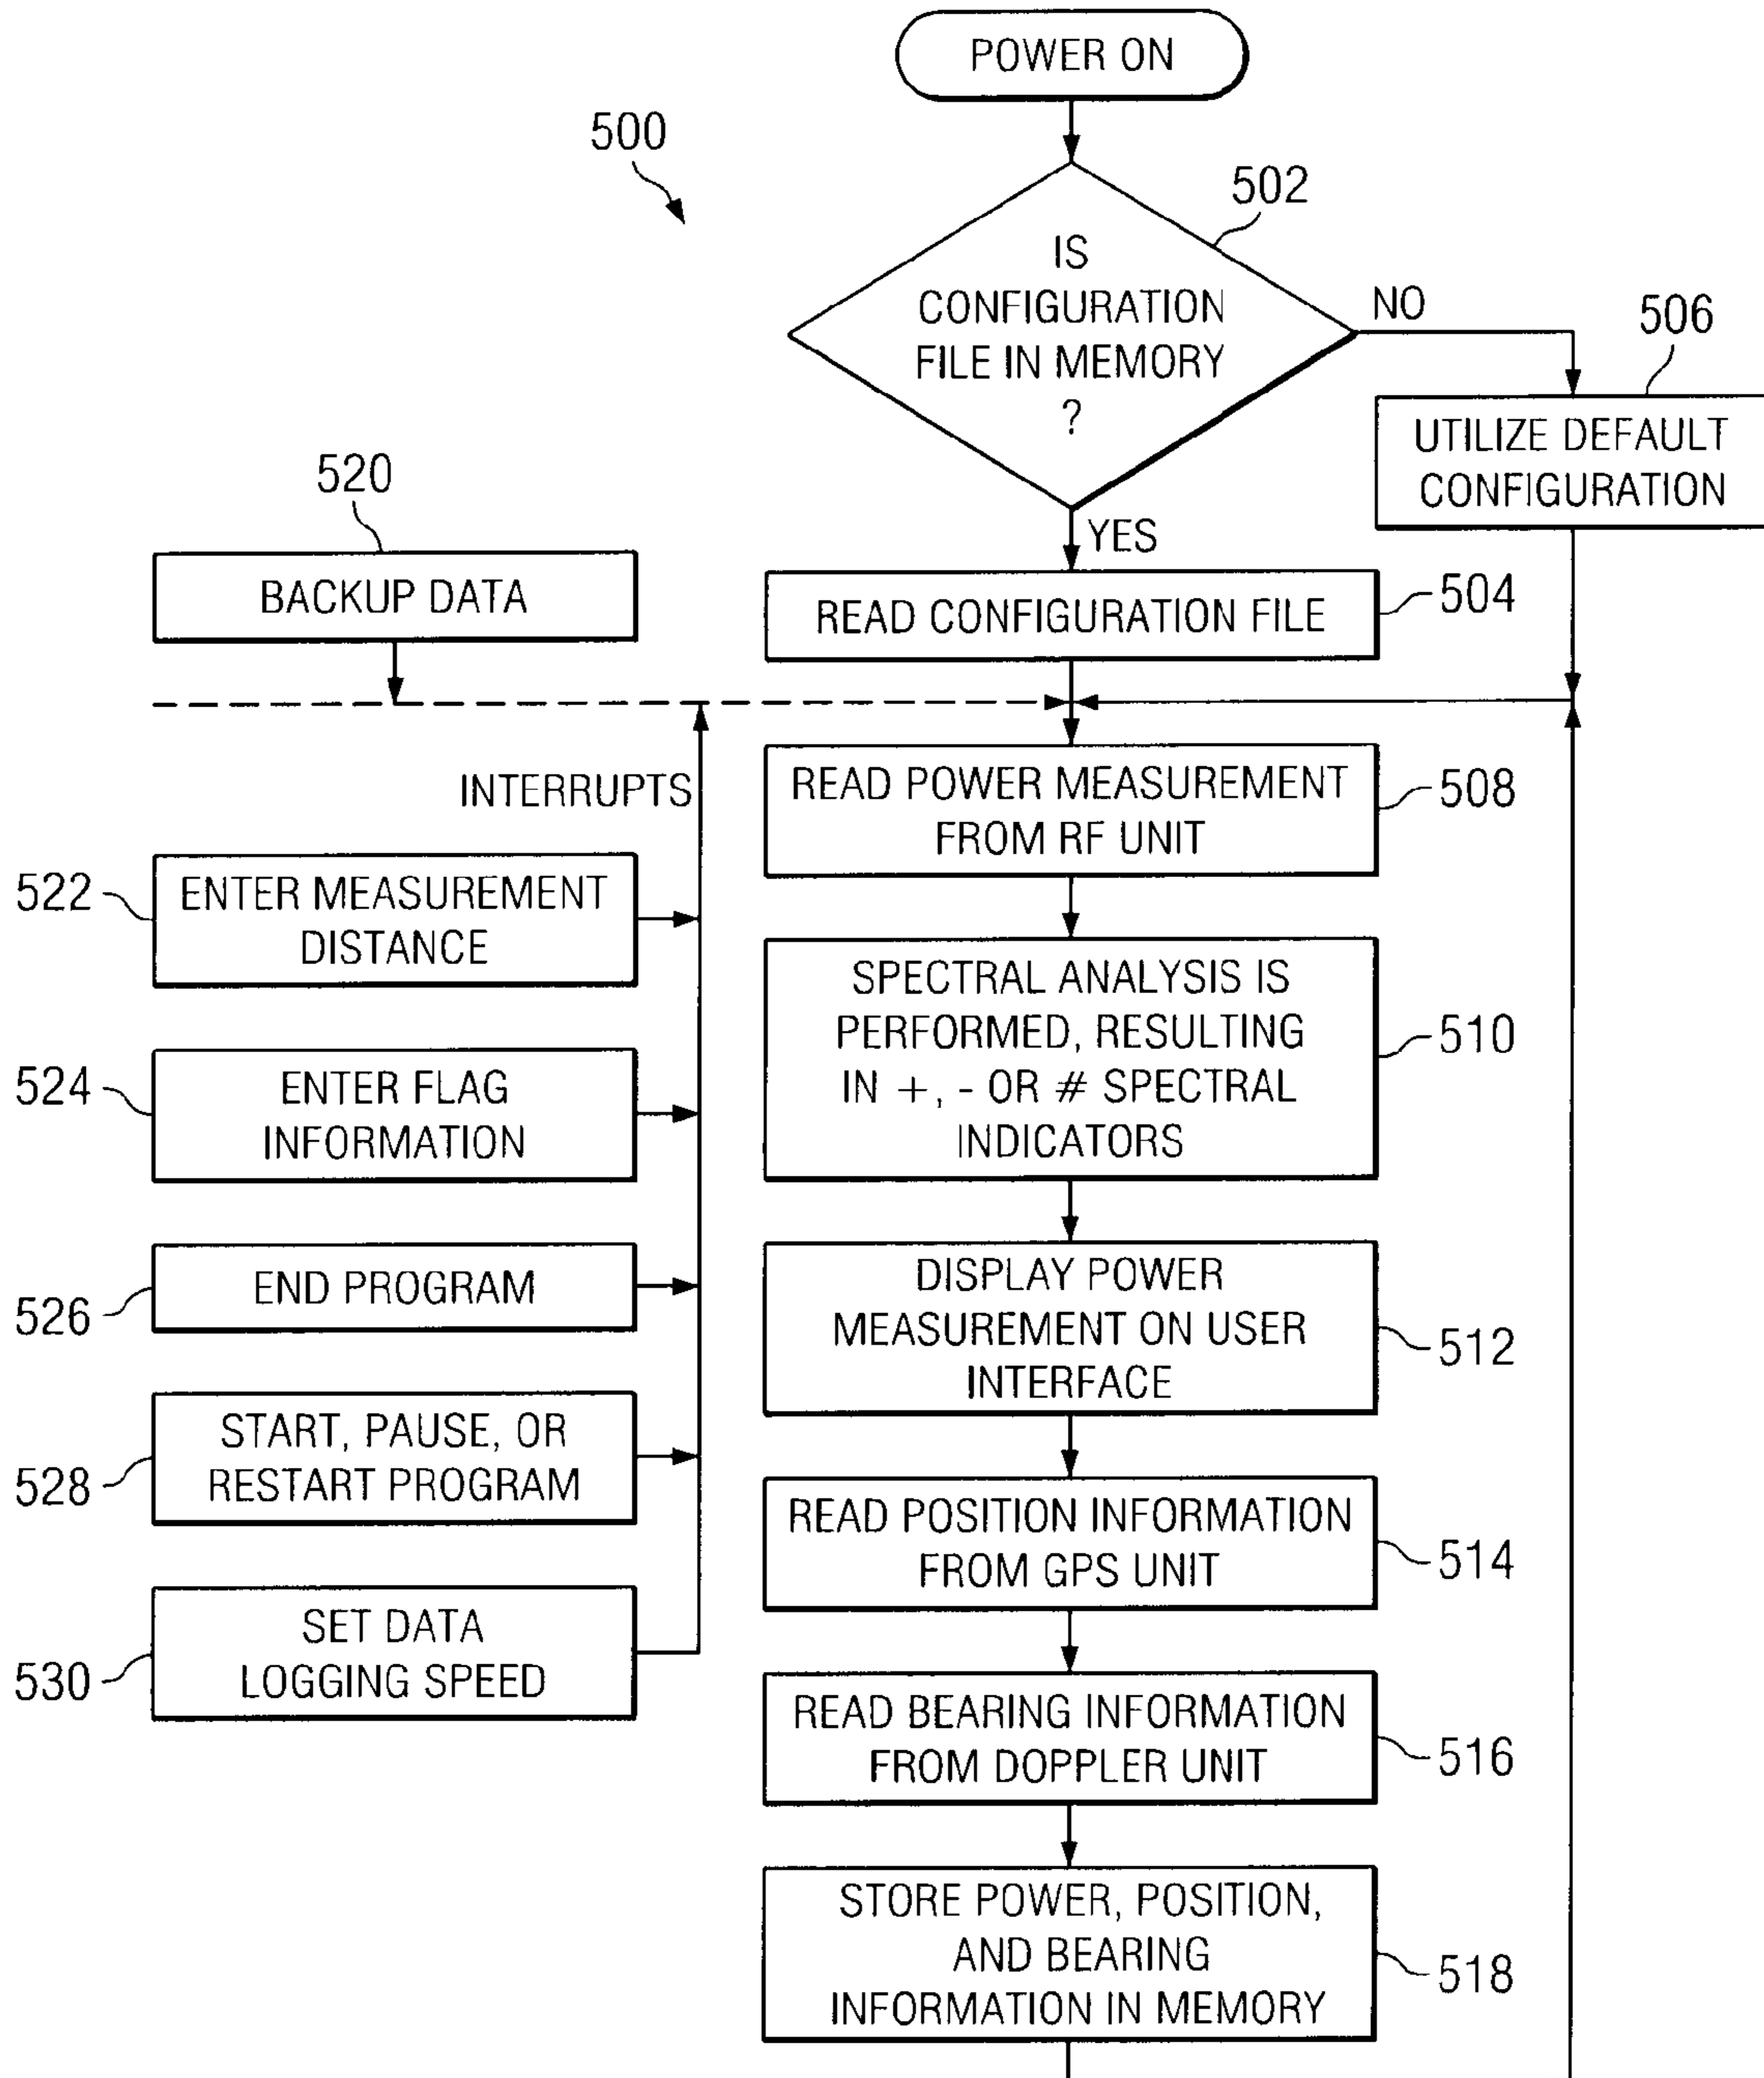 POWER ON
500
502
IS
CONFIGURATION
FILE IN MEMORY
?
NO
506
UTILIZE DEFAULT
CONFIGURATION
YES
520
BACKUP DATA
READ CONFIGURATION FILE
504
INTERRUPTS
READ POWER MEASUREMENT
FROM RF UNIT
508
522
ENTER MEASUREMENT
DISTANCE
SPECTRAL ANALYSIS IS
PERFORMED, RESULTING
IN +, - OR # SPECTRAL
INDICATORS
510
524
ENTER FLAG
INFORMATION
526
END PROGRAM
DISPLAY POWER
MEASUREMENT ON USER
INTERFACE
512
528
START, PAUSE, OR
RESTART PROGRAM
READ POSITION INFORMATION
FROM GPS UNIT
514
530
SET DATA
LOGGING SPEED
READ BEARING INFORMATION
FROM DOPPLER UNIT
516
STORE POWER, POSITION,
AND BEARING
INFORMATION IN MEMORY
518